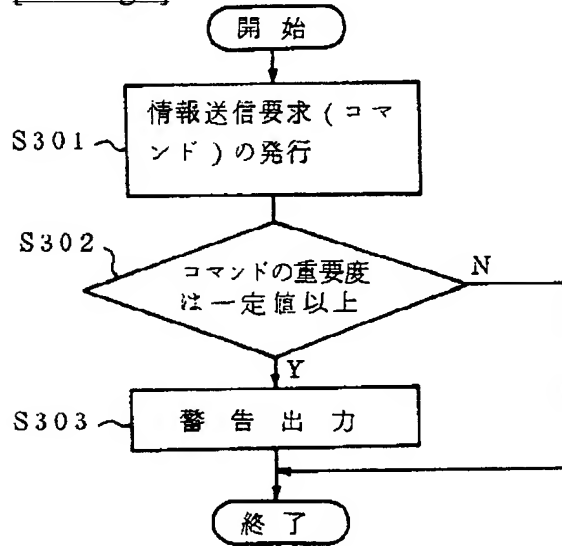 開始
情報送信要求(コマ
ンド)の発行
S301
S302
コマンドの重要度
は一定値以上
N
Y
S303
警告出力
終了